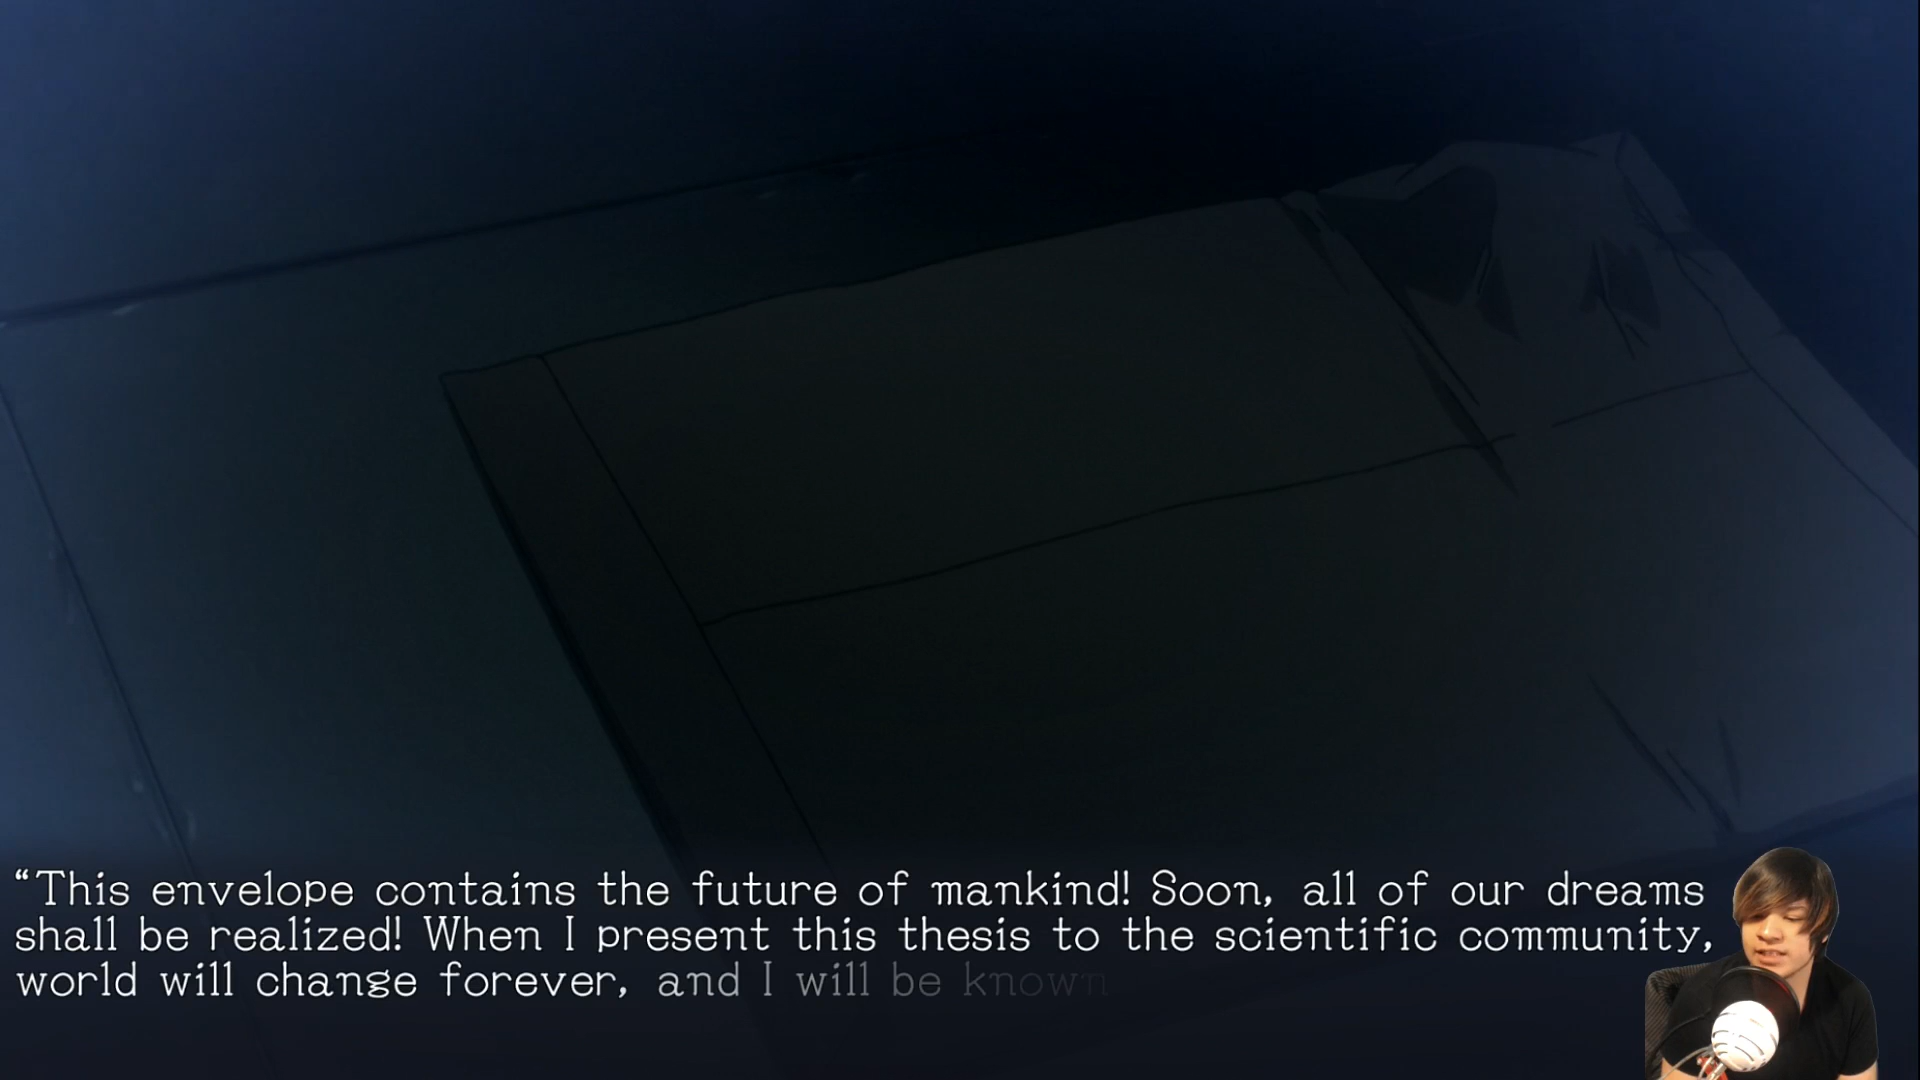 “This envelope contains the future of mankind! Soon, all of our dreams
shall be realized! When I present this thesis to the scientific community,
world will change forever, and I will be known